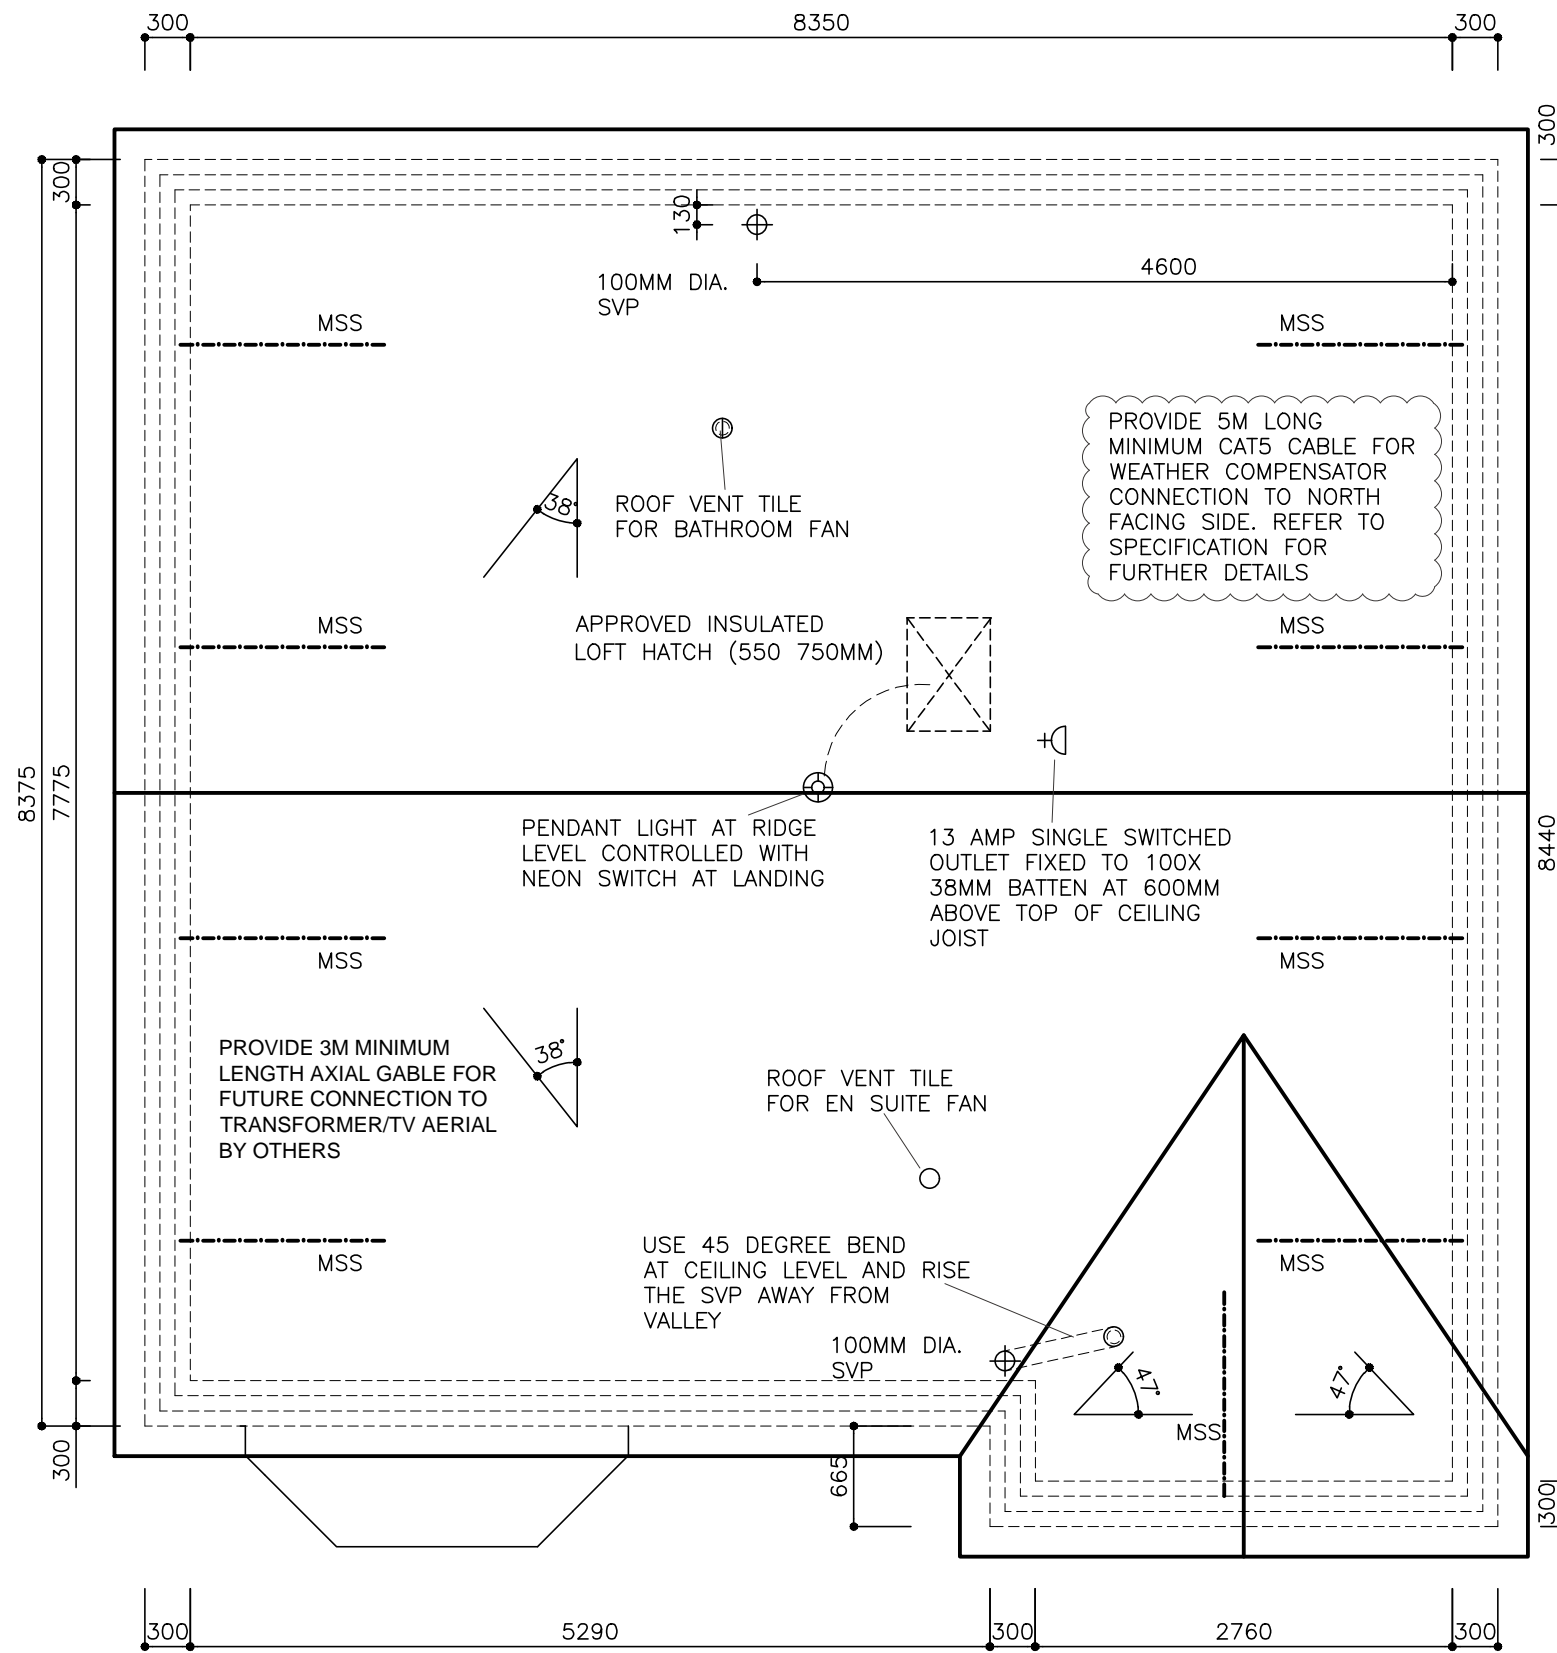 300
8350
300
300
300
130
4600
100MM DIA.
SVP
MSS
MSS
PROVIDE 5M LONG
MINIMUM CAT5 CABLE FOR
WEATHER COMPENSATOR
CONNECTION TO NORTH
FACING SIDE. REFER TO
SPECIFICATION FOR
FURTHER DETAILS
38°
ROOF VENT TILE
FOR BATHROOM FAN
MSS
MSS
APPROVED INSULATED
LOFT HATCH (550 750MM)
8375
7775
8440
PENDANT LIGHT AT RIDGE
LEVEL CONTROLLED WITH
NEON SWITCH AT LANDING
13 AMP SINGLE SWITCHED
OUTLET FIXED TO 100X
38MM BATTEN AT 600MM
ABOVE TOP OF CEILING
JOIST
MSS
MSS
38°
PROVIDE 3M MINIMUM
LENGTH AXIAL GABLE FOR
FUTURE CONNECTION TO
TRANSFORMER/TV AERIAL
BY OTHERS
ROOF VENT TILE
FOR EN SUITE FAN
MSS
MSS
USE 45 DEGREE BEND
AT CEILING LEVEL AND RISE
THE SVP AWAY FROM
VALLEY
100MM DIA.
SVP
47°
47°
MSS
300
665
300
300
5290
300
2760
300